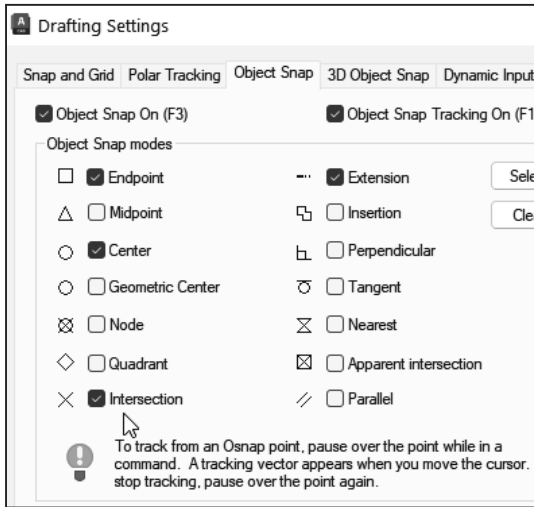 Drafting Settings
Snap and Grid Polar Tracking Object Snap 3D Object Snap Dynamic Input
Object Snap On (F3) Object Snap Tracking On (F1
Object Snap modes
Endpoint Extension Sele
Midpoint Insertion Cle
Center Perpendicular
Geometric Center Tangent
Node Nearest
Quadrant Apparent intersection
Intersection Parallel
To track from an Osnap point, pause over the point while in a
command. A tracking vector appears when you move the cursor.
stop tracking, pause over the point again.